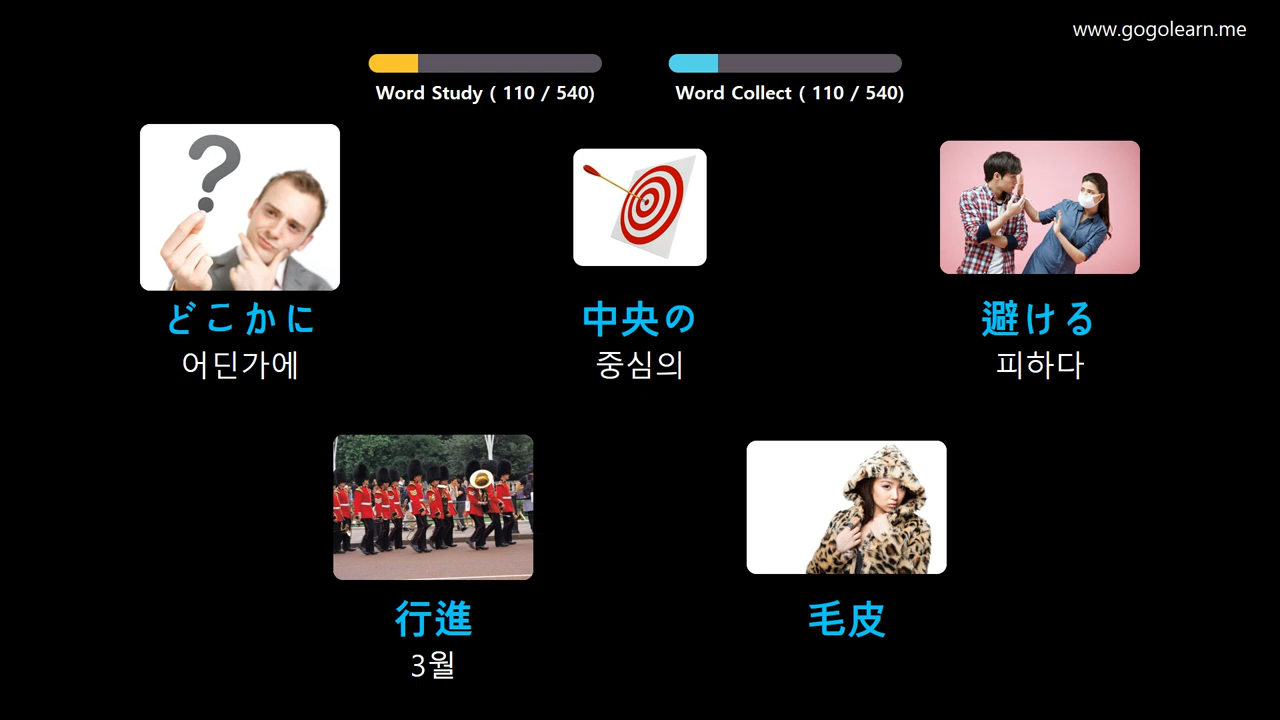 www.gogolearn.me
Word Study ( 110 / 540)
Word Collect ( 110 / 540)
?
どこかに
어딘가에
中央の
중심의
避ける
피하다
行進
3월
毛皮